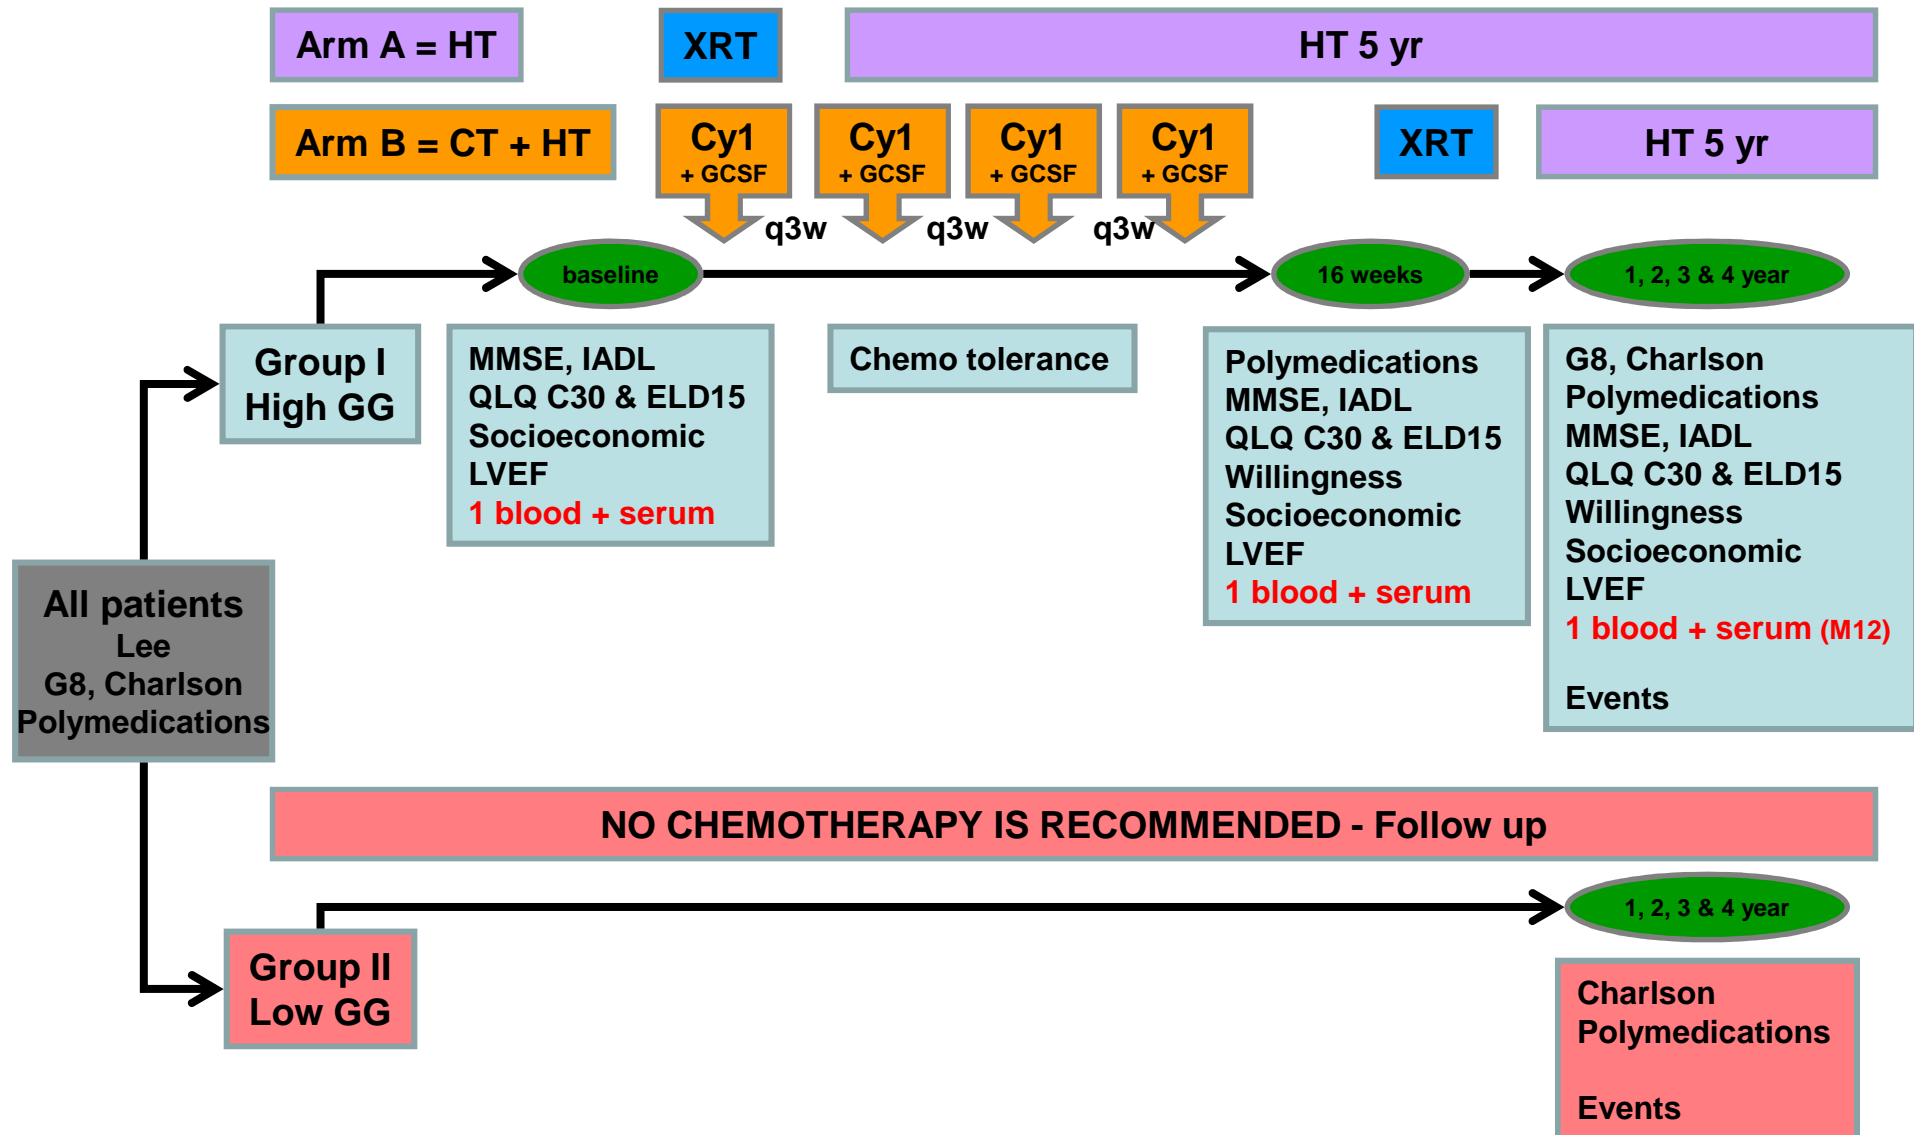 Arm A = HT
XRT
HT 5 yr
Arm B = CT + HT
Cy1
+ GCSF
Cy1
+ GCSF
Cy1
+ GCSF
Cy1
+ GCSF
XRT
HT 5 yr
q3w
q3w
q3w
baseline
16 weeks
1, 2, 3 & 4 year
Group I
High GG
MMSE, IADL
QLQ C30 & ELD15
Socioeconomic
LVEF
1 blood + serum
Chemo tolerance
Polymedications
MMSE, IADL
QLQ C30 & ELD15
Willingness
Socioeconomic
LVEF
1 blood + serum
G8, Charlson
Polymedications
MMSE, IADL
QLQ C30 & ELD15
Willingness
Socioeconomic
LVEF
1 blood + serum (M12)
Events
All patients
Lee
G8, Charlson
Polymedications
NO CHEMOTHERAPY IS RECOMMENDED - Follow up
1, 2, 3 & 4 year
Group II
Low GG
Charlson
Polymedications
Events